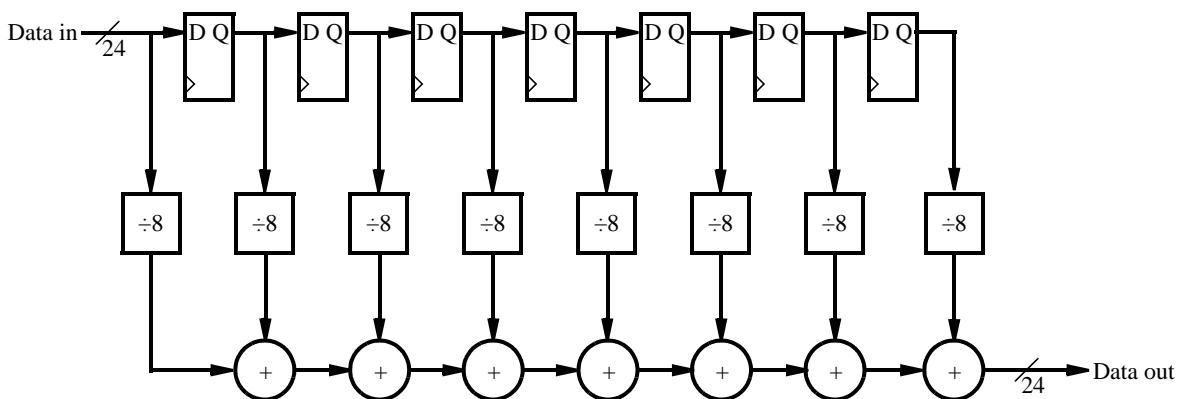 Data in
24
D Q D Q D Q D Q D Q D Q D Q
÷8 ÷8 ÷8 ÷8 ÷8 ÷8 ÷8 ÷8
+ + + + + + + Data out
24